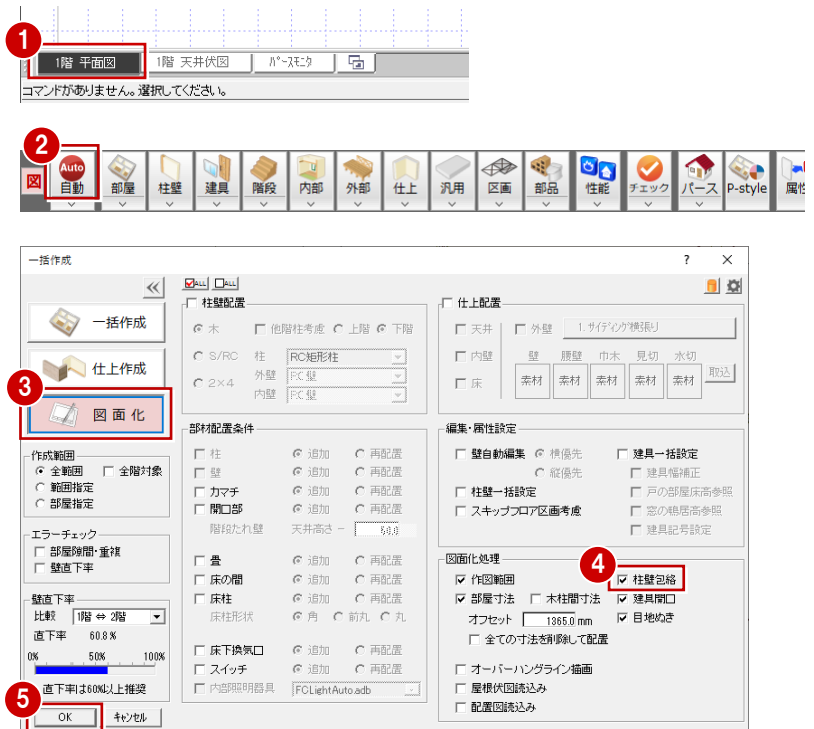 1
1階 平面図 1階 天井伏図 パースモニタ
コマンドがありません。選択してください。
2
図 Auto 自動 部屋 柱壁 建具 階段 内部 外部 仕上 汎用 区画 部品 性能 チェック パース P-style 属性
一括作成 ? ×
≪ ALL ALL
一括作成
仕上作成
3
図面化
作成範囲
全範囲 全階対象
範囲指定
部屋指定
エラーチェック
部屋隙間・重複
壁直下率
壁直下率
比較 1階 ⇔ 2階
直下率 60.8 %
0% 50% 100%
直下率は60%以上推奨
5
OK キャンセル
柱壁配置
木 他階柱考慮 上階 下階
S/RC 柱 RC矩形柱
2×4 外壁 RC壁
内壁 RC壁
部材配置条件
柱 追加 再配置
壁 追加 再配置
カマチ 追加 再配置
開口部 追加 再配置
階段たれ壁 天井高さ － 50.0
畳 追加 再配置
床の間 追加 再配置
床柱 追加 再配置
床柱形状 角 前丸 丸
床下換気口 追加 再配置
スイッチ 追加 再配置
内部照明器具 FCLightAuto.adb
仕上配置
天井 外壁 1. サイディング横張り
内壁 壁 腰壁 巾木 見切 水切
床 素材 素材 素材 素材 素材 取込
編集・属性設定
壁自動編集 横優先 建具一括設定
縦優先 建具幅補正
柱壁一括設定 戸の部屋床高参照
スキップフロア区画考慮 窓の鴨居高参照
建具記号設定
図面化処理
4
作図範囲 柱壁包絡
部屋寸法 木柱間寸法 建具開口
オフセット 1365.0 mm 目地ぬき
全ての寸法を削除して配置
オーバーハングライン描画
屋根伏図読込み
配置図読込み